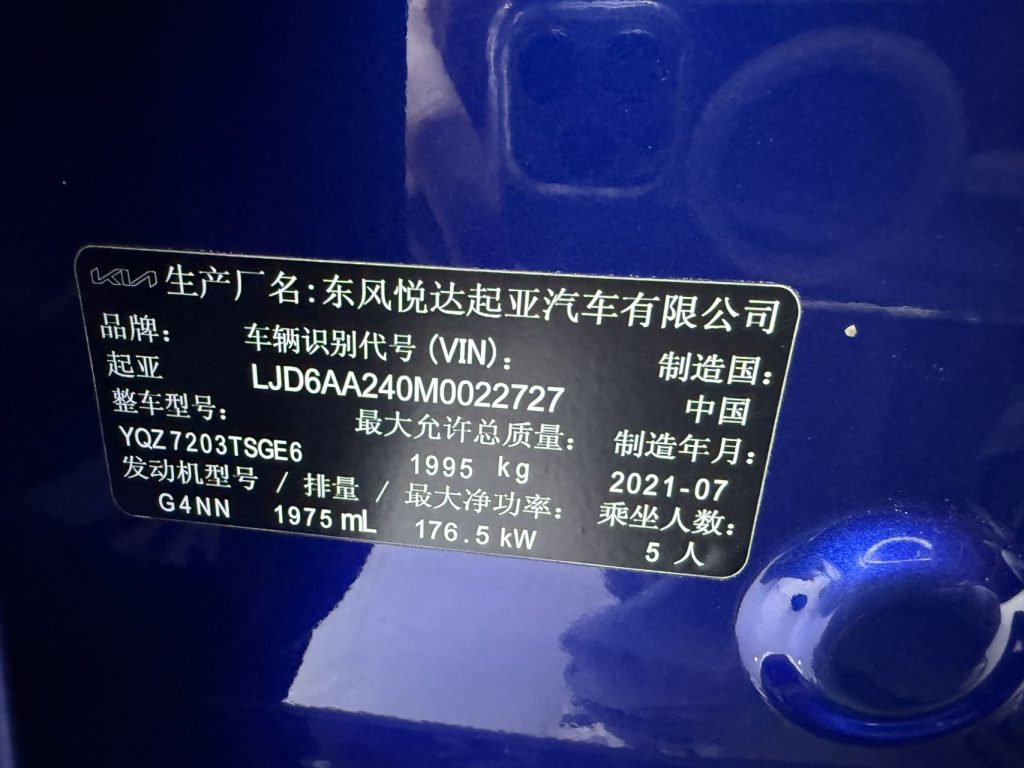 KIA 生产厂名:东风悦达起亚汽车有限公司
品牌: 车辆识别代号(VIN): 制造国:
起亚 LJD6AA240M0022727 中国
整车型号: 最大允许总质量: 制造年月:
YQZ7203TSGE6 1995 kg 2021-07
发动机型号 / 排量 / 最大净功率: 乘坐人数:
G4NN 1975 mL 176.5 kW 5 人